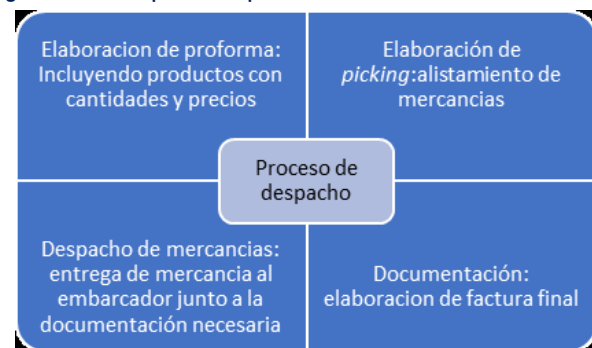 Elaboracion de proforma:
Incluyendo productos con
cantidades y precios
Elaboración de
picking:alistamiento de
mercancias
Proceso de
despacho
Despacho de mercancias:
entrega de mercancia al
embarcador junto a la
documentación necesaria
Documentación:
elaboracion de factura final